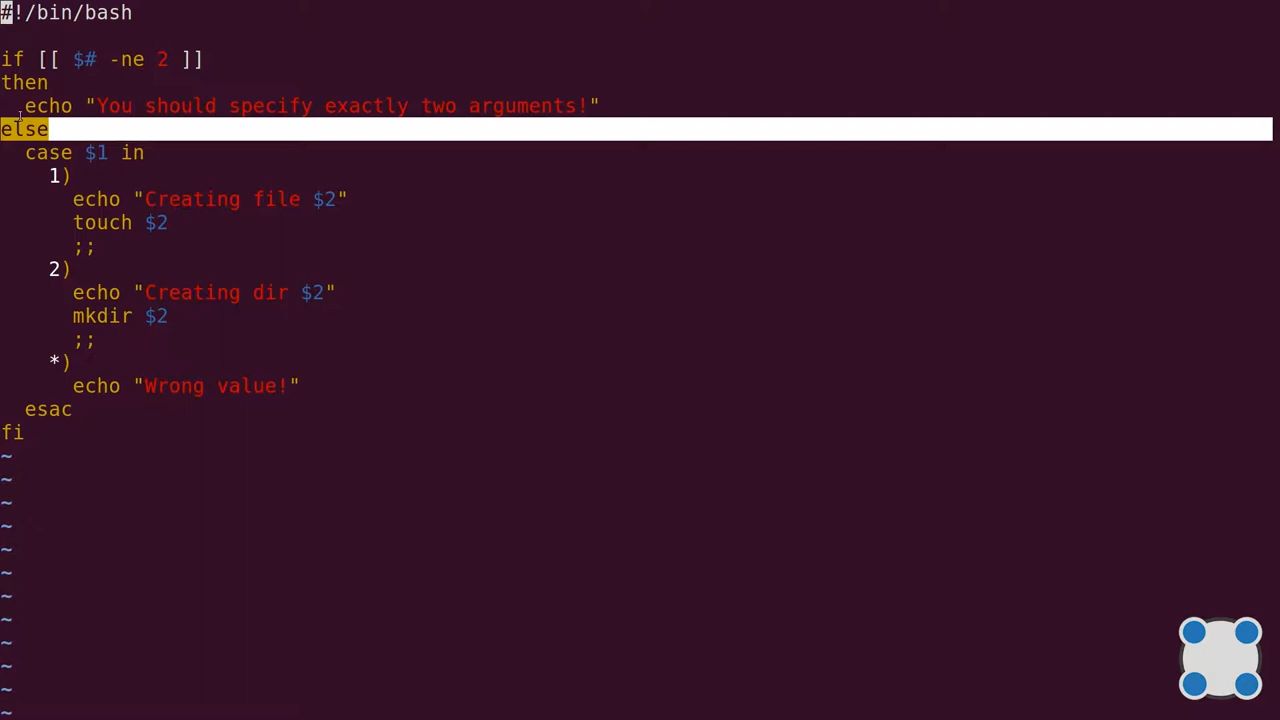 #!/bin/bash
if [[ $# -ne 2 ]]
then
  echo "You should specify exactly two arguments!"
else
  case $1 in
    1)
      echo "Creating file $2"
      touch $2
      ;;
    2)
      echo "Creating dir $2"
      mkdir $2
      ;;
    *)
      echo "Wrong value!"
  esac
fi
~
~
~
~
~
~
~
~
~
~
~
~